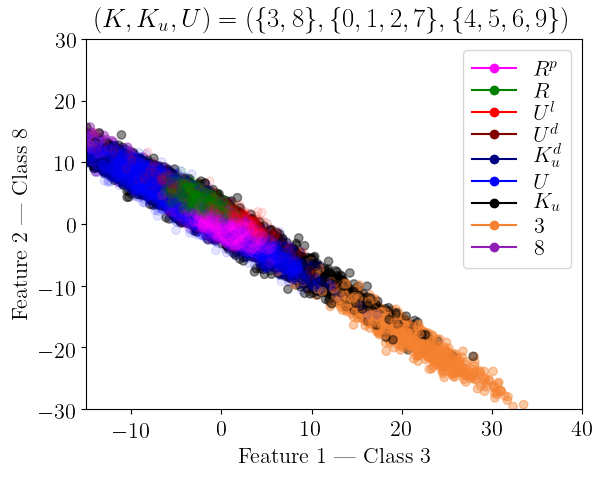 (K, K_u, U) = ({3, 8}, {0, 1, 2, 7}, {4, 5, 6, 9})
30
20
10
0
−10
−20
−30
Feature 2 — Class 8
R^p
R
U^l
U^d
K_u^d
U
K_u
3
8
−10
0
10
20
30
40
Feature 1 — Class 3